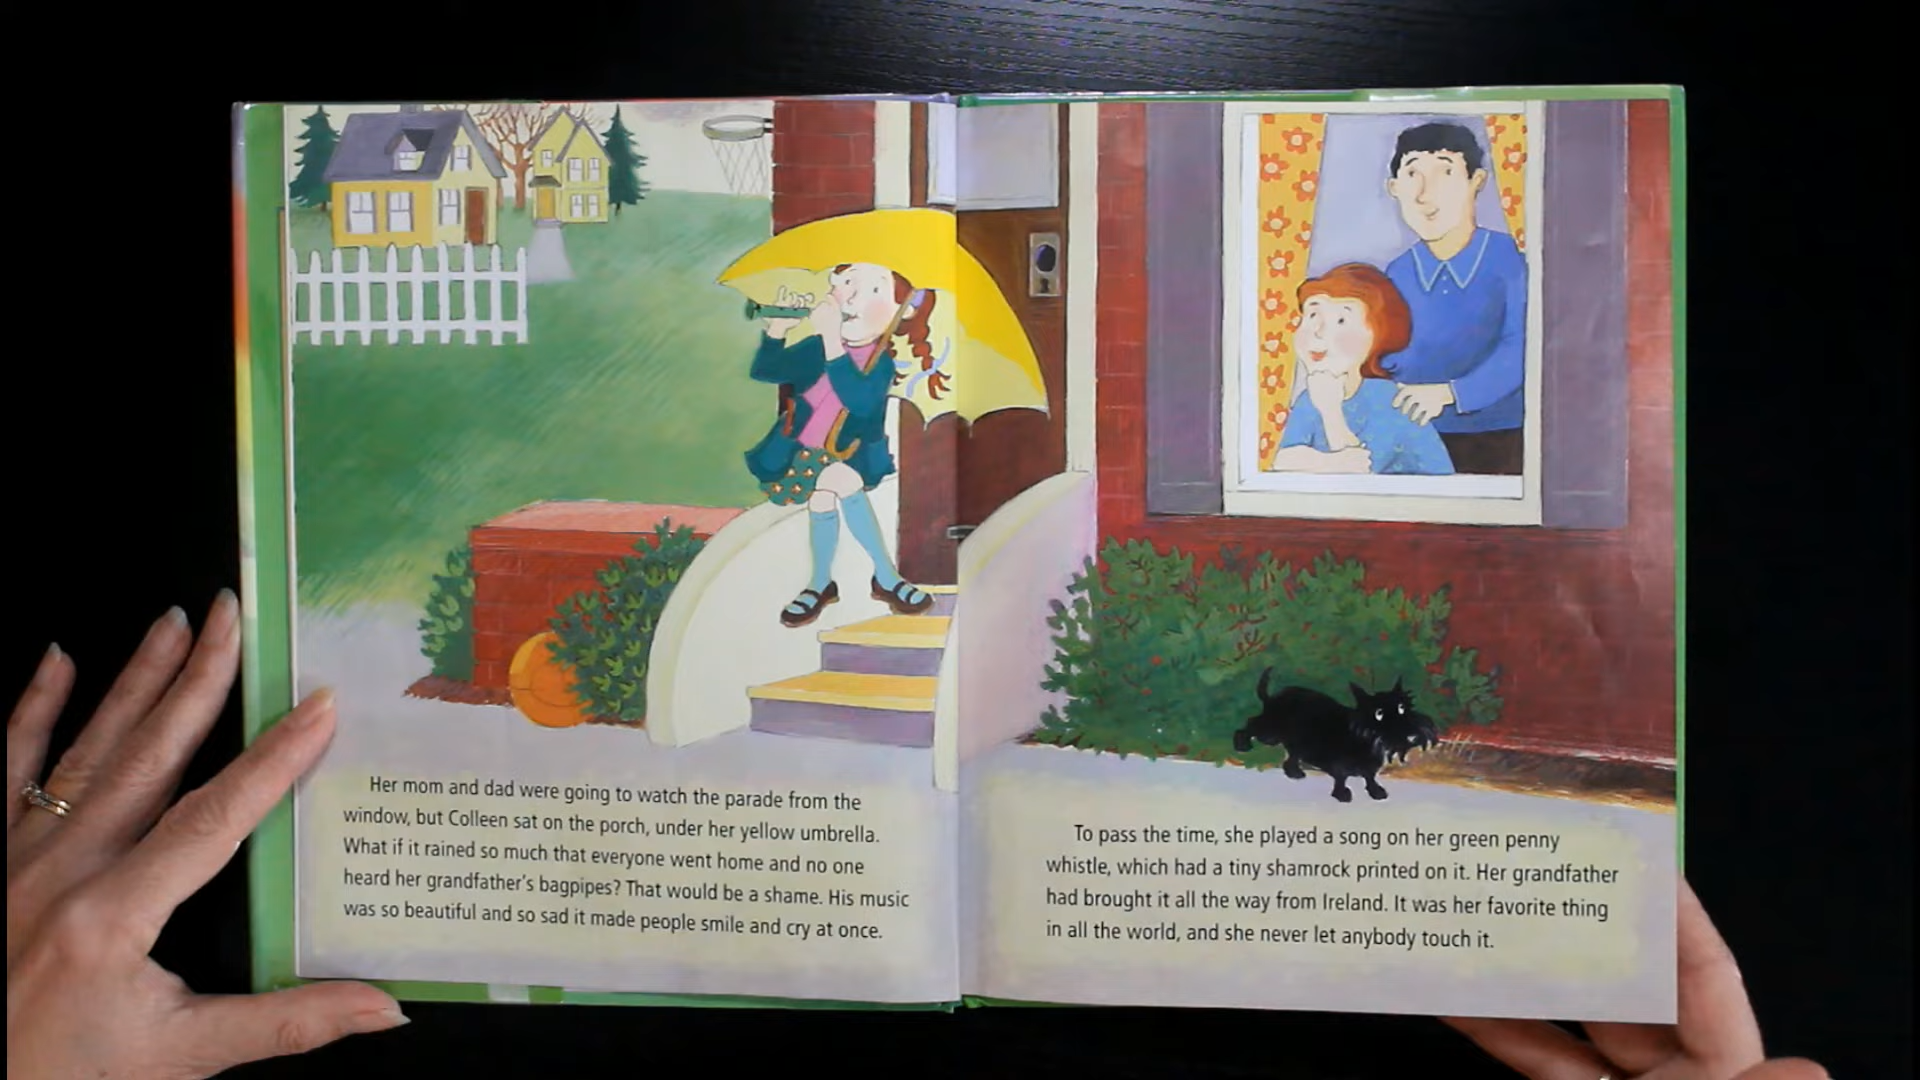 Her mom and dad were going to watch the parade from the
window, but Colleen sat on the porch, under her yellow umbrella.
What if it rained so much that everyone went home and no one
heard her grandfather's bagpipes? That would be a shame. His music
was so beautiful and so sad it made people smile and cry at once.
To pass the time, she played a song on her green penny
whistle, which had a tiny shamrock printed on it. Her grandfather
had brought it all the way from Ireland. It was her favorite thing
in all the world, and she never let anybody touch it.